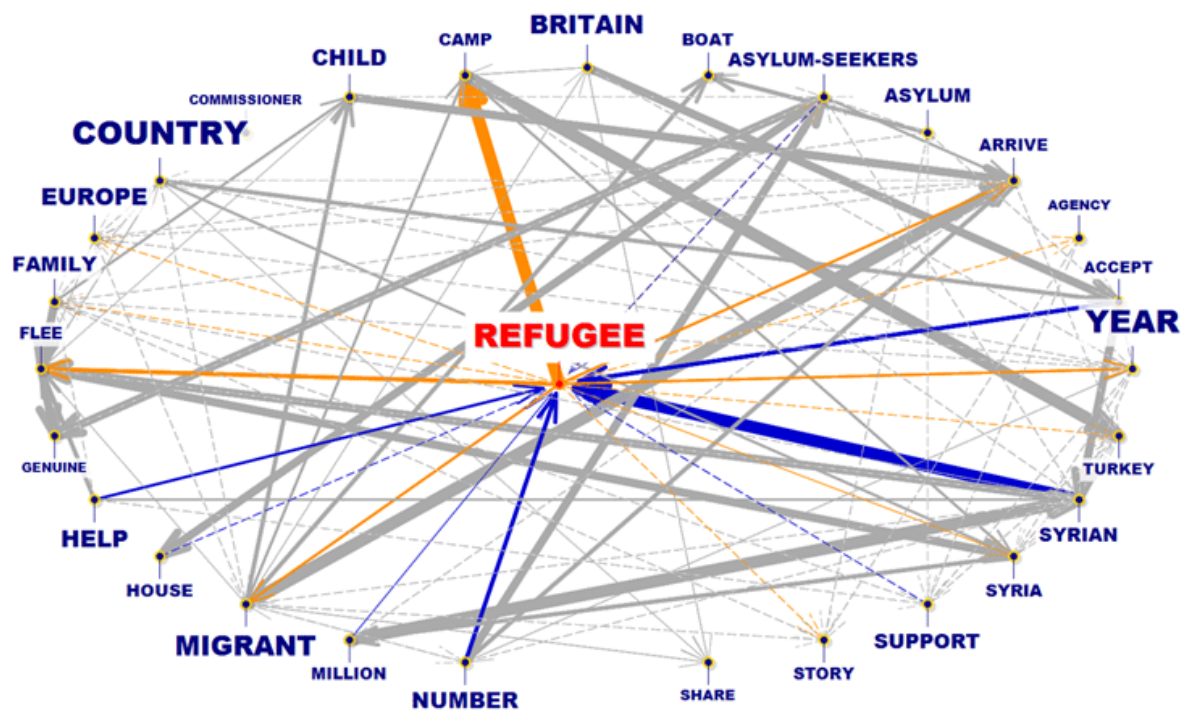 BRITAIN
CAMP
BOAT
CHILD
ASYLUM-SEEKERS
COMMISSIONER
ASYLUM
COUNTRY
ARRIVE
EUROPE
AGENCY
FAMILY
ACCEPT
FLEE
REFUGEE
YEAR
GENUINE
TURKEY
HELP
SYRIAN
HOUSE
SYRIA
MIGRANT
SUPPORT
MILLION
STORY
NUMBER
SHARE